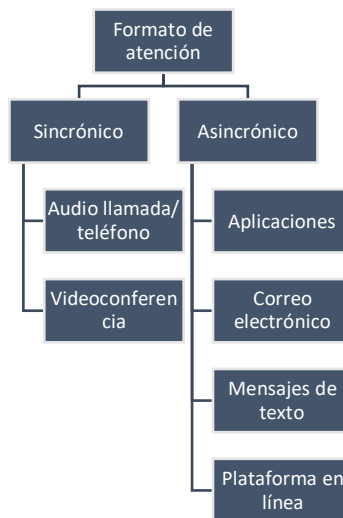 Formato de
atención
Sincrónico
Audio llamada/
teléfono
Videoconferen
cia
Asincrónico
Aplicaciones
Correo
electrónico
Mensajes de
texto
Plataforma en
línea